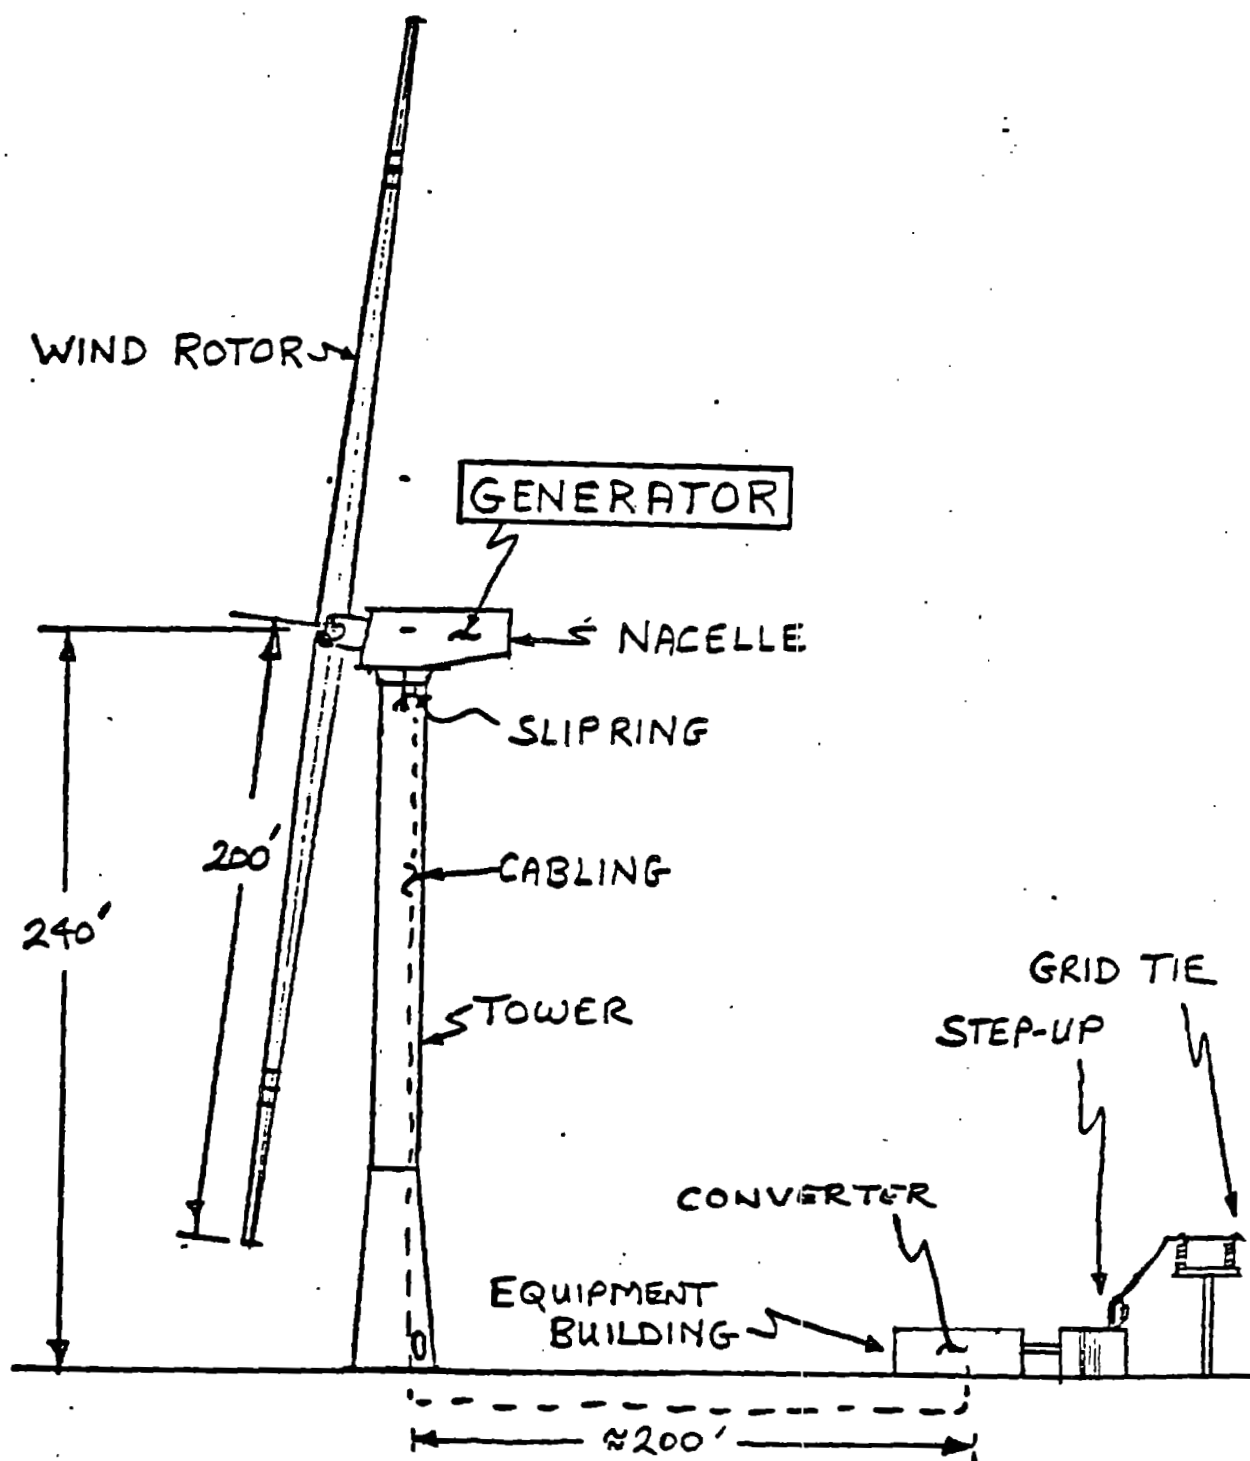 WIND ROTOR
GENERATOR
NACELLE
SLIPRING
200'
CABLING
240'
TOWER
GRID TIE
STEP-UP
CONVERTER
EQUIPMENT
BUILDING
≈200'